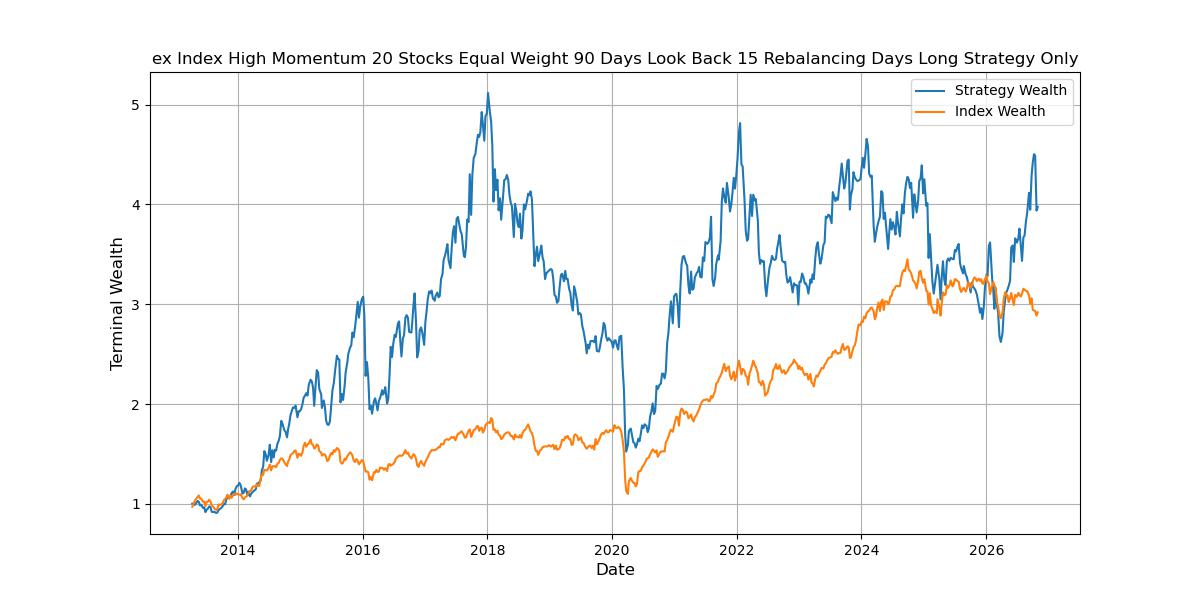 ex Index High Momentum 20 Stocks Equal Weight 90 Days Look Back 15 Rebalancing Days Long Strategy Only
Strategy Wealth
Index Wealth
Terminal Wealth
5
4
3
2
1
2014 2016 2018 2020 2022 2024 2026
Date